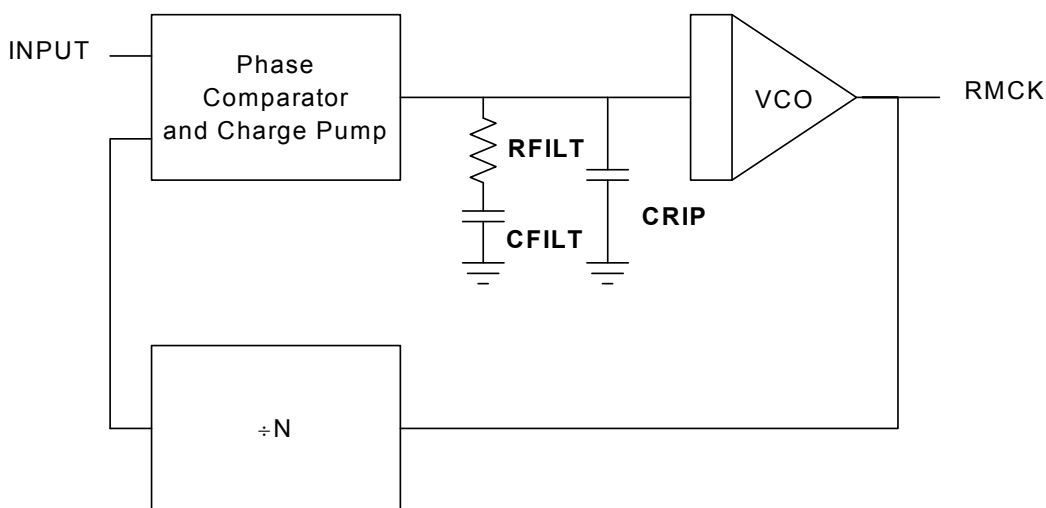 INPUT
Phase
Comparator
and Charge Pump
VCO
RMCK
RFILT
CRIP
CFILT
÷N